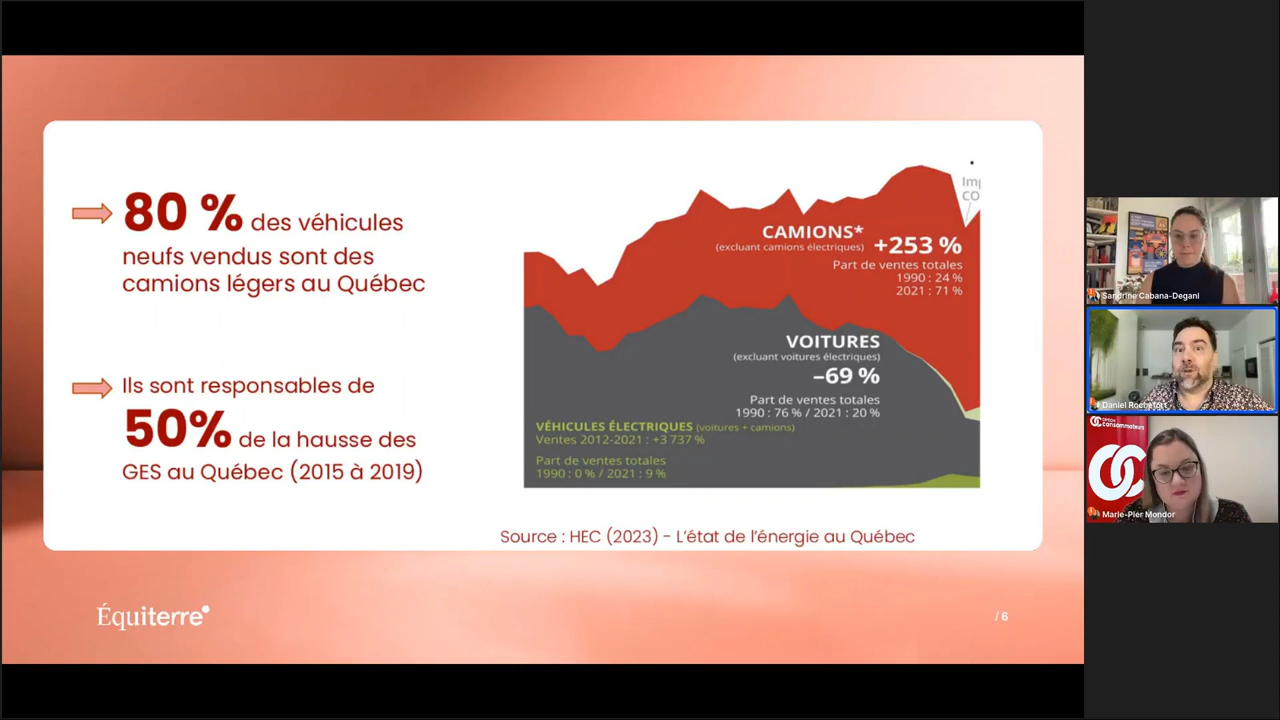 80 % des véhicules
neufs vendus sont des
camions légers au Québec
Ils sont responsables de
50% de la hausse des
GES au Québec (2015 à 2019)
CAMIONS*
(excluant camions électriques) +253 %
Part de ventes totales
1990 : 24 %
2021 : 71 %
VOITURES
(excluant voitures électriques)
–69 %
Part de ventes totales
1990 : 76 % / 2021 : 20 %
VÉHICULES ÉLECTRIQUES (voitures + camions)
Ventes 2012-2021 : +3 737 %
Part de ventes totales
1990 : 0 % / 2021 : 9 %
Source : HEC (2023) - L'état de l'énergie au Québec
Équiterre
/ 6
Sandrine Cabana-Degani
Daniel Rochefort
option
consommateurs
Marie-Pier Mondor